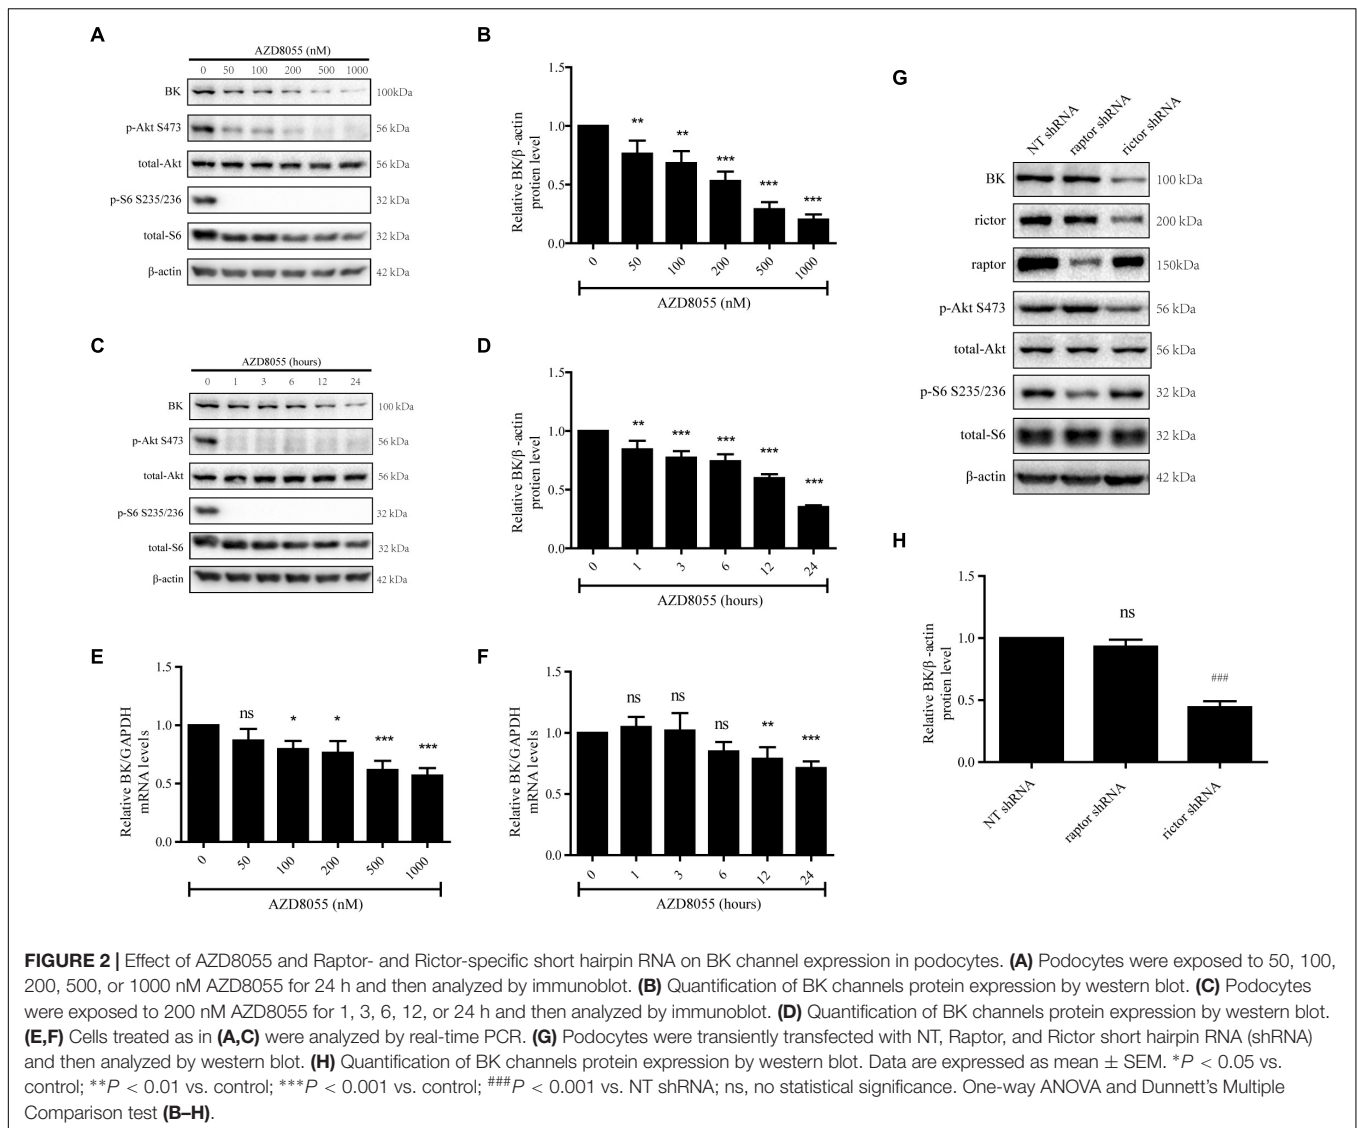 A
AZD8055 (nM)
0 50 100 200 500 1000
BK 100kDa
p-Akt S473 56 kDa
total-Akt 56 kDa
p-S6 S235/236 32 kDa
total-S6 32 kDa
β-actin 42 kDa
B
Relative BK/β -actin
protien level
1.5
1.0
0.5
0.0
** ** *** *** ***
0 50 100 200 500 1000
AZD8055 (nM)
C
AZD8055 (hours)
0 1 3 6 12 24
BK 100 kDa
p-Akt S473 56 kDa
total-Akt 56 kDa
p-S6 S235/236 32 kDa
total-S6 32 kDa
β-actin 42 kDa
D
Relative BK/β -actin
protien level
1.5
1.0
0.5
0.0
** *** *** *** ***
0 1 3 6 12 24
AZD8055 (hours)
E
Relative BK/GAPDH
mRNA levels
1.5
1.0
0.5
0.0
ns * * *** ***
0 50 100 200 500 1000
AZD8055 (nM)
F
Relative BK/GAPDH
mRNA levels
1.5
1.0
0.5
0.0
ns ns ns ** ***
0 1 3 6 12 24
AZD8055 (hours)
G
NT shRNA raptor shRNA rictor shRNA
BK 100 kDa
rictor 200 kDa
raptor 150kDa
p-Akt S473 56 kDa
total-Akt 56 kDa
p-S6 S235/236 32 kDa
total-S6 32 kDa
β-actin 42 kDa
H
Relative BK/β -actin
protien level
1.5
1.0
0.5
0.0
ns ###
NT shRNA raptor shRNA rictor shRNA
FIGURE 2 | Effect of AZD8055 and Raptor- and Rictor-specific short hairpin RNA on BK channel expression in podocytes. (A) Podocytes were exposed to 50, 100,
200, 500, or 1000 nM AZD8055 for 24 h and then analyzed by immunoblot. (B) Quantification of BK channels protein expression by western blot. (C) Podocytes
were exposed to 200 nM AZD8055 for 1, 3, 6, 12, or 24 h and then analyzed by immunoblot. (D) Quantification of BK channels protein expression by western blot.
(E,F) Cells treated as in (A,C) were analyzed by real-time PCR. (G) Podocytes were transiently transfected with NT, Raptor, and Rictor short hairpin RNA (shRNA)
and then analyzed by western blot. (H) Quantification of BK channels protein expression by western blot. Data are expressed as mean ± SEM. *P < 0.05 vs.
control; **P < 0.01 vs. control; ***P < 0.001 vs. control; ###P < 0.001 vs. NT shRNA; ns, no statistical significance. One-way ANOVA and Dunnett's Multiple
Comparison test (B–H).